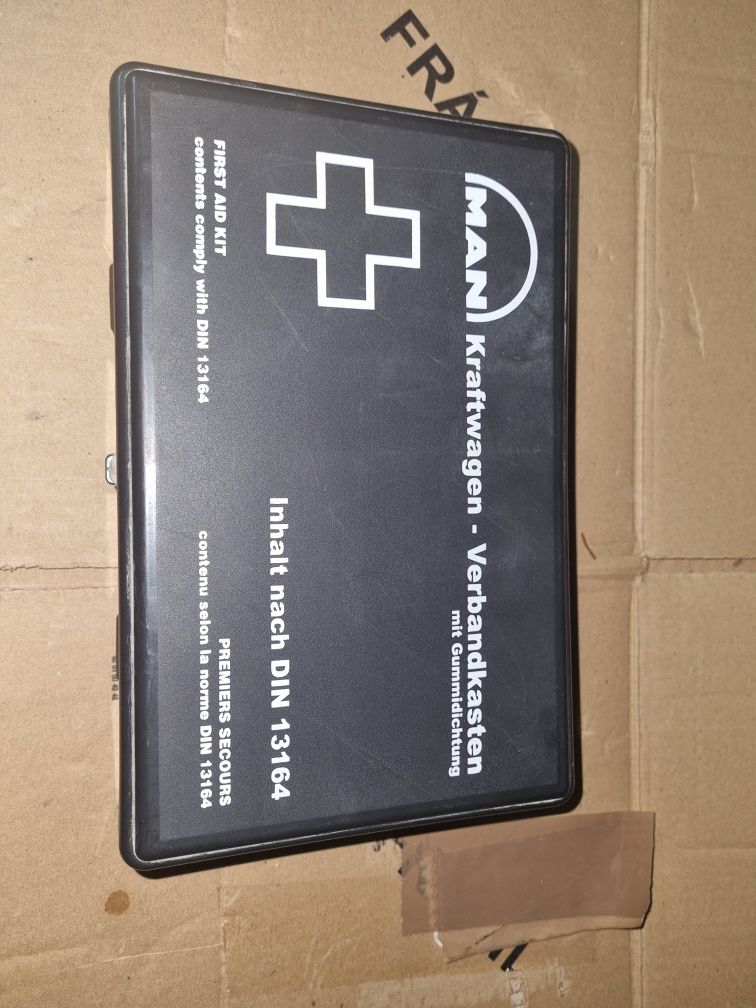 MAN Kraftwagen - Verbandkasten
mit Gummidichtung
Inhalt nach DIN 13164
FIRST AID KIT
contents comply with DIN 13164
PREMIERS SECOURS
contenu selon la norme DIN 13164
FRÁ